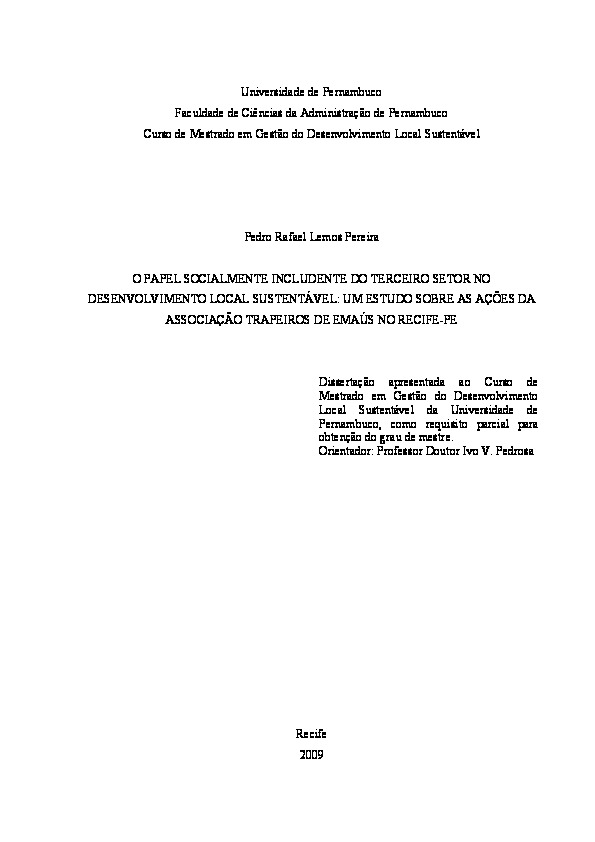 Universidade de Pernambuco
Faculdade de Ciências da Administração de Pernambuco
Curso de Mestrado em Gestão do Desenvolvimento Local Sustentável
Pedro Rafael Lemos Pereira
O PAPEL SOCIALMENTE INCLUDENTE DO TERCEIRO SETOR NO
DESENVOLVIMENTO LOCAL SUSTENTÁVEL: UM ESTUDO SOBRE AS AÇÕES DA
ASSOCIAÇÃO TRAPEIROS DE EMAÚS NO RECIFE-PE
Dissertação apresentada ao Curso de
Mestrado em Gestão do Desenvolvimento
Local Sustentável da Universidade de
Pernambuco, como requisito parcial para
obtenção do grau de mestre.
Orientador: Professor Doutor Ivo V. Pedrosa
Recife
2009